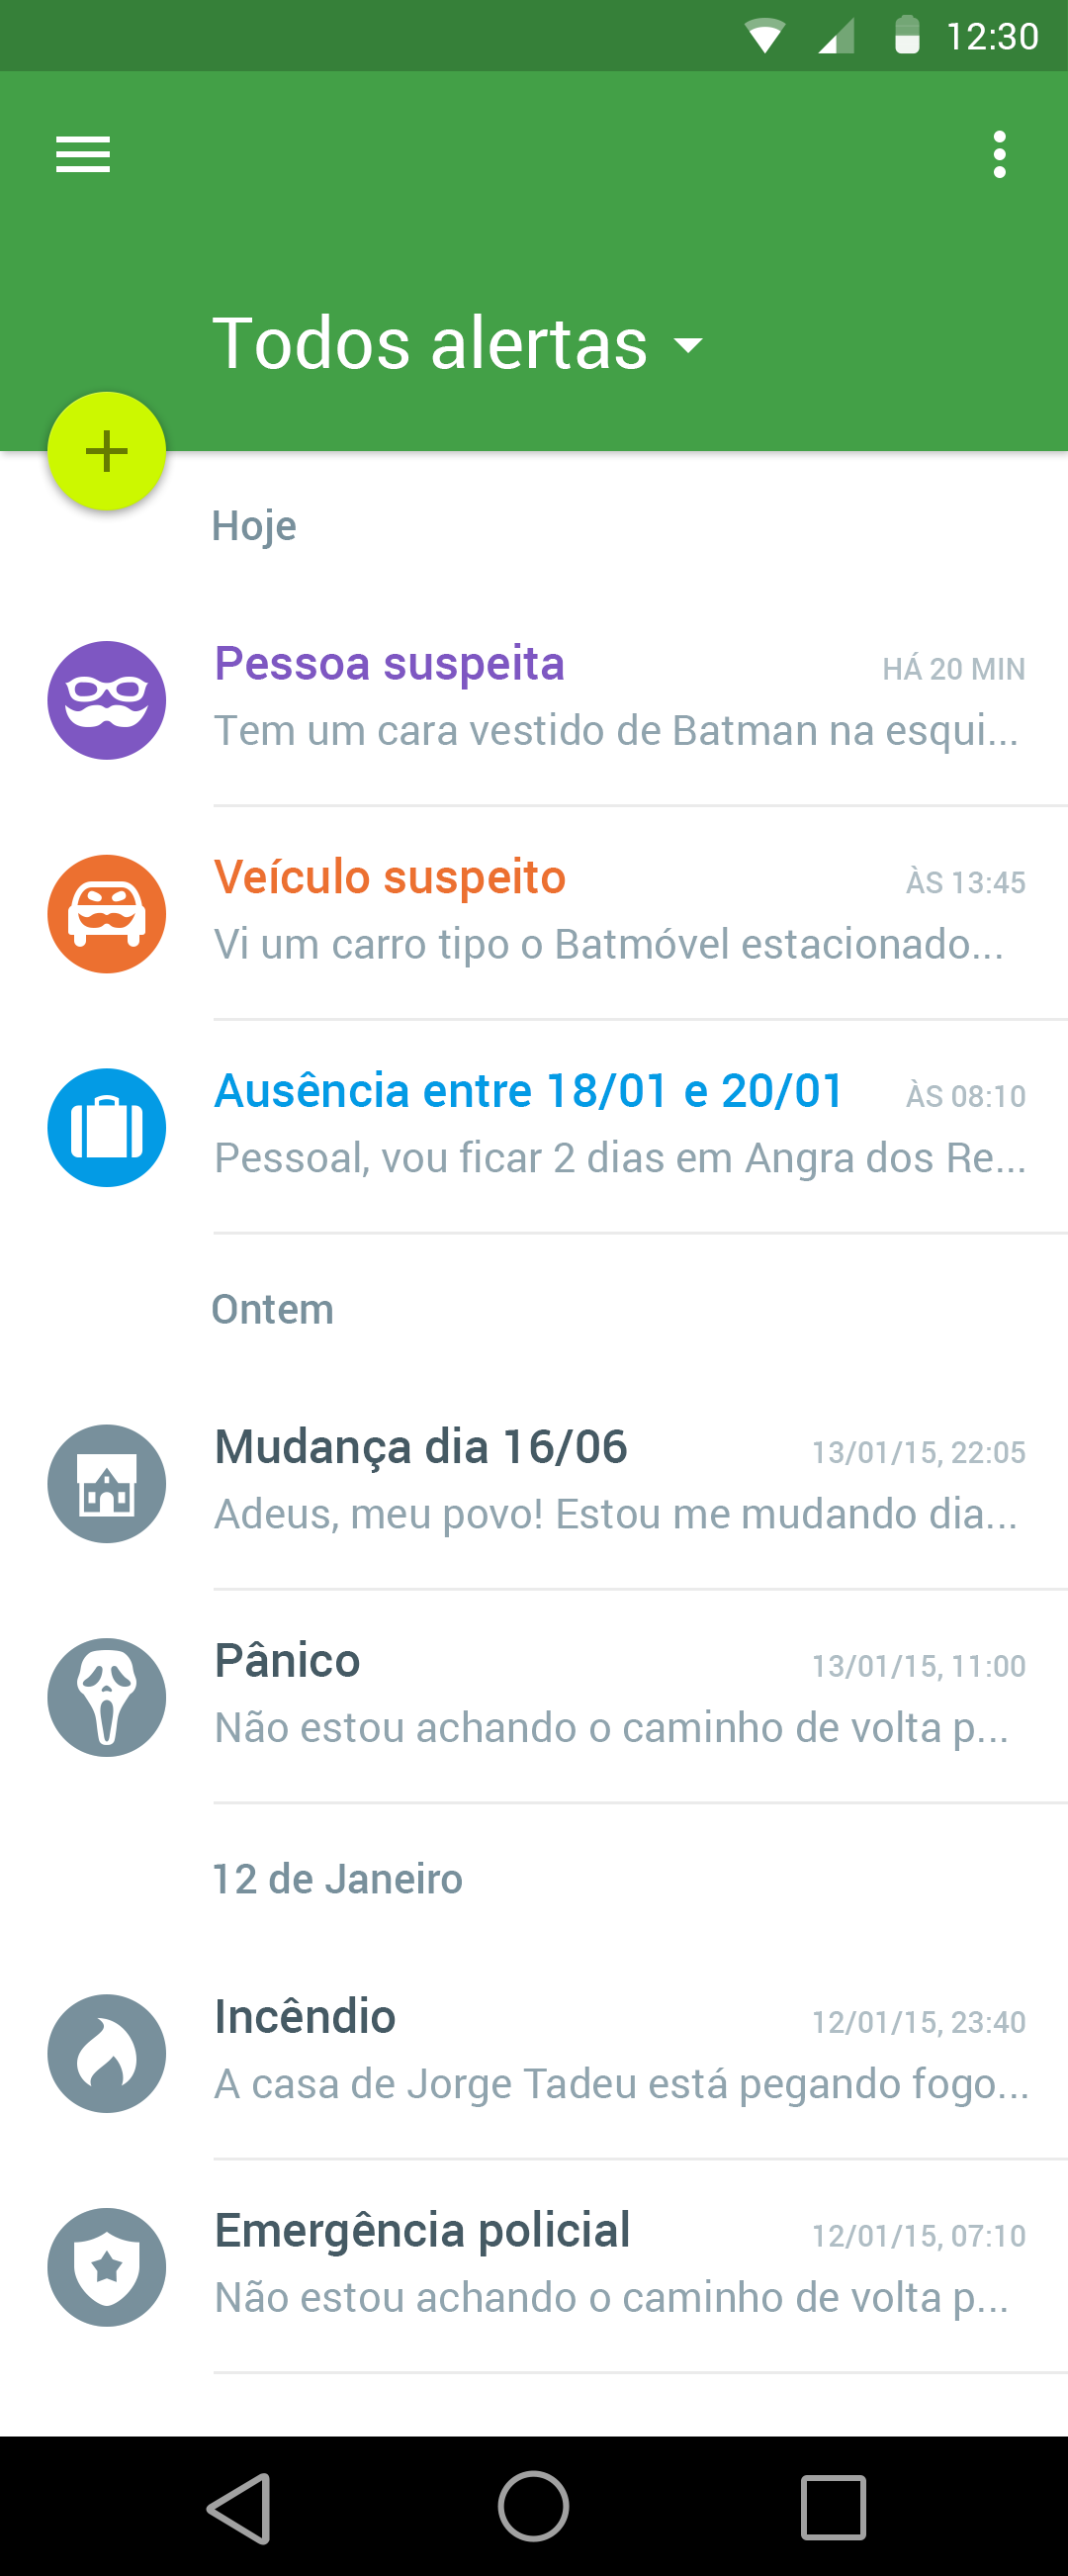 12:30
Todos alertas
Hoje
Pessoa suspeita HÁ 20 MIN
Tem um cara vestido de Batman na esqui...
Veículo suspeito ÀS 13:45
Vi um carro tipo o Batmóvel estacionado...
Ausência entre 18/01 e 20/01 ÀS 08:10
Pessoal, vou ficar 2 dias em Angra dos Re...
Ontem
Mudança dia 16/06 13/01/15, 22:05
Adeus, meu povo! Estou me mudando dia...
Pânico 13/01/15, 11:00
Não estou achando o caminho de volta p...
12 de Janeiro
Incêndio 12/01/15, 23:40
A casa de Jorge Tadeu está pegando fogo...
Emergência policial 12/01/15, 07:10
Não estou achando o caminho de volta p...